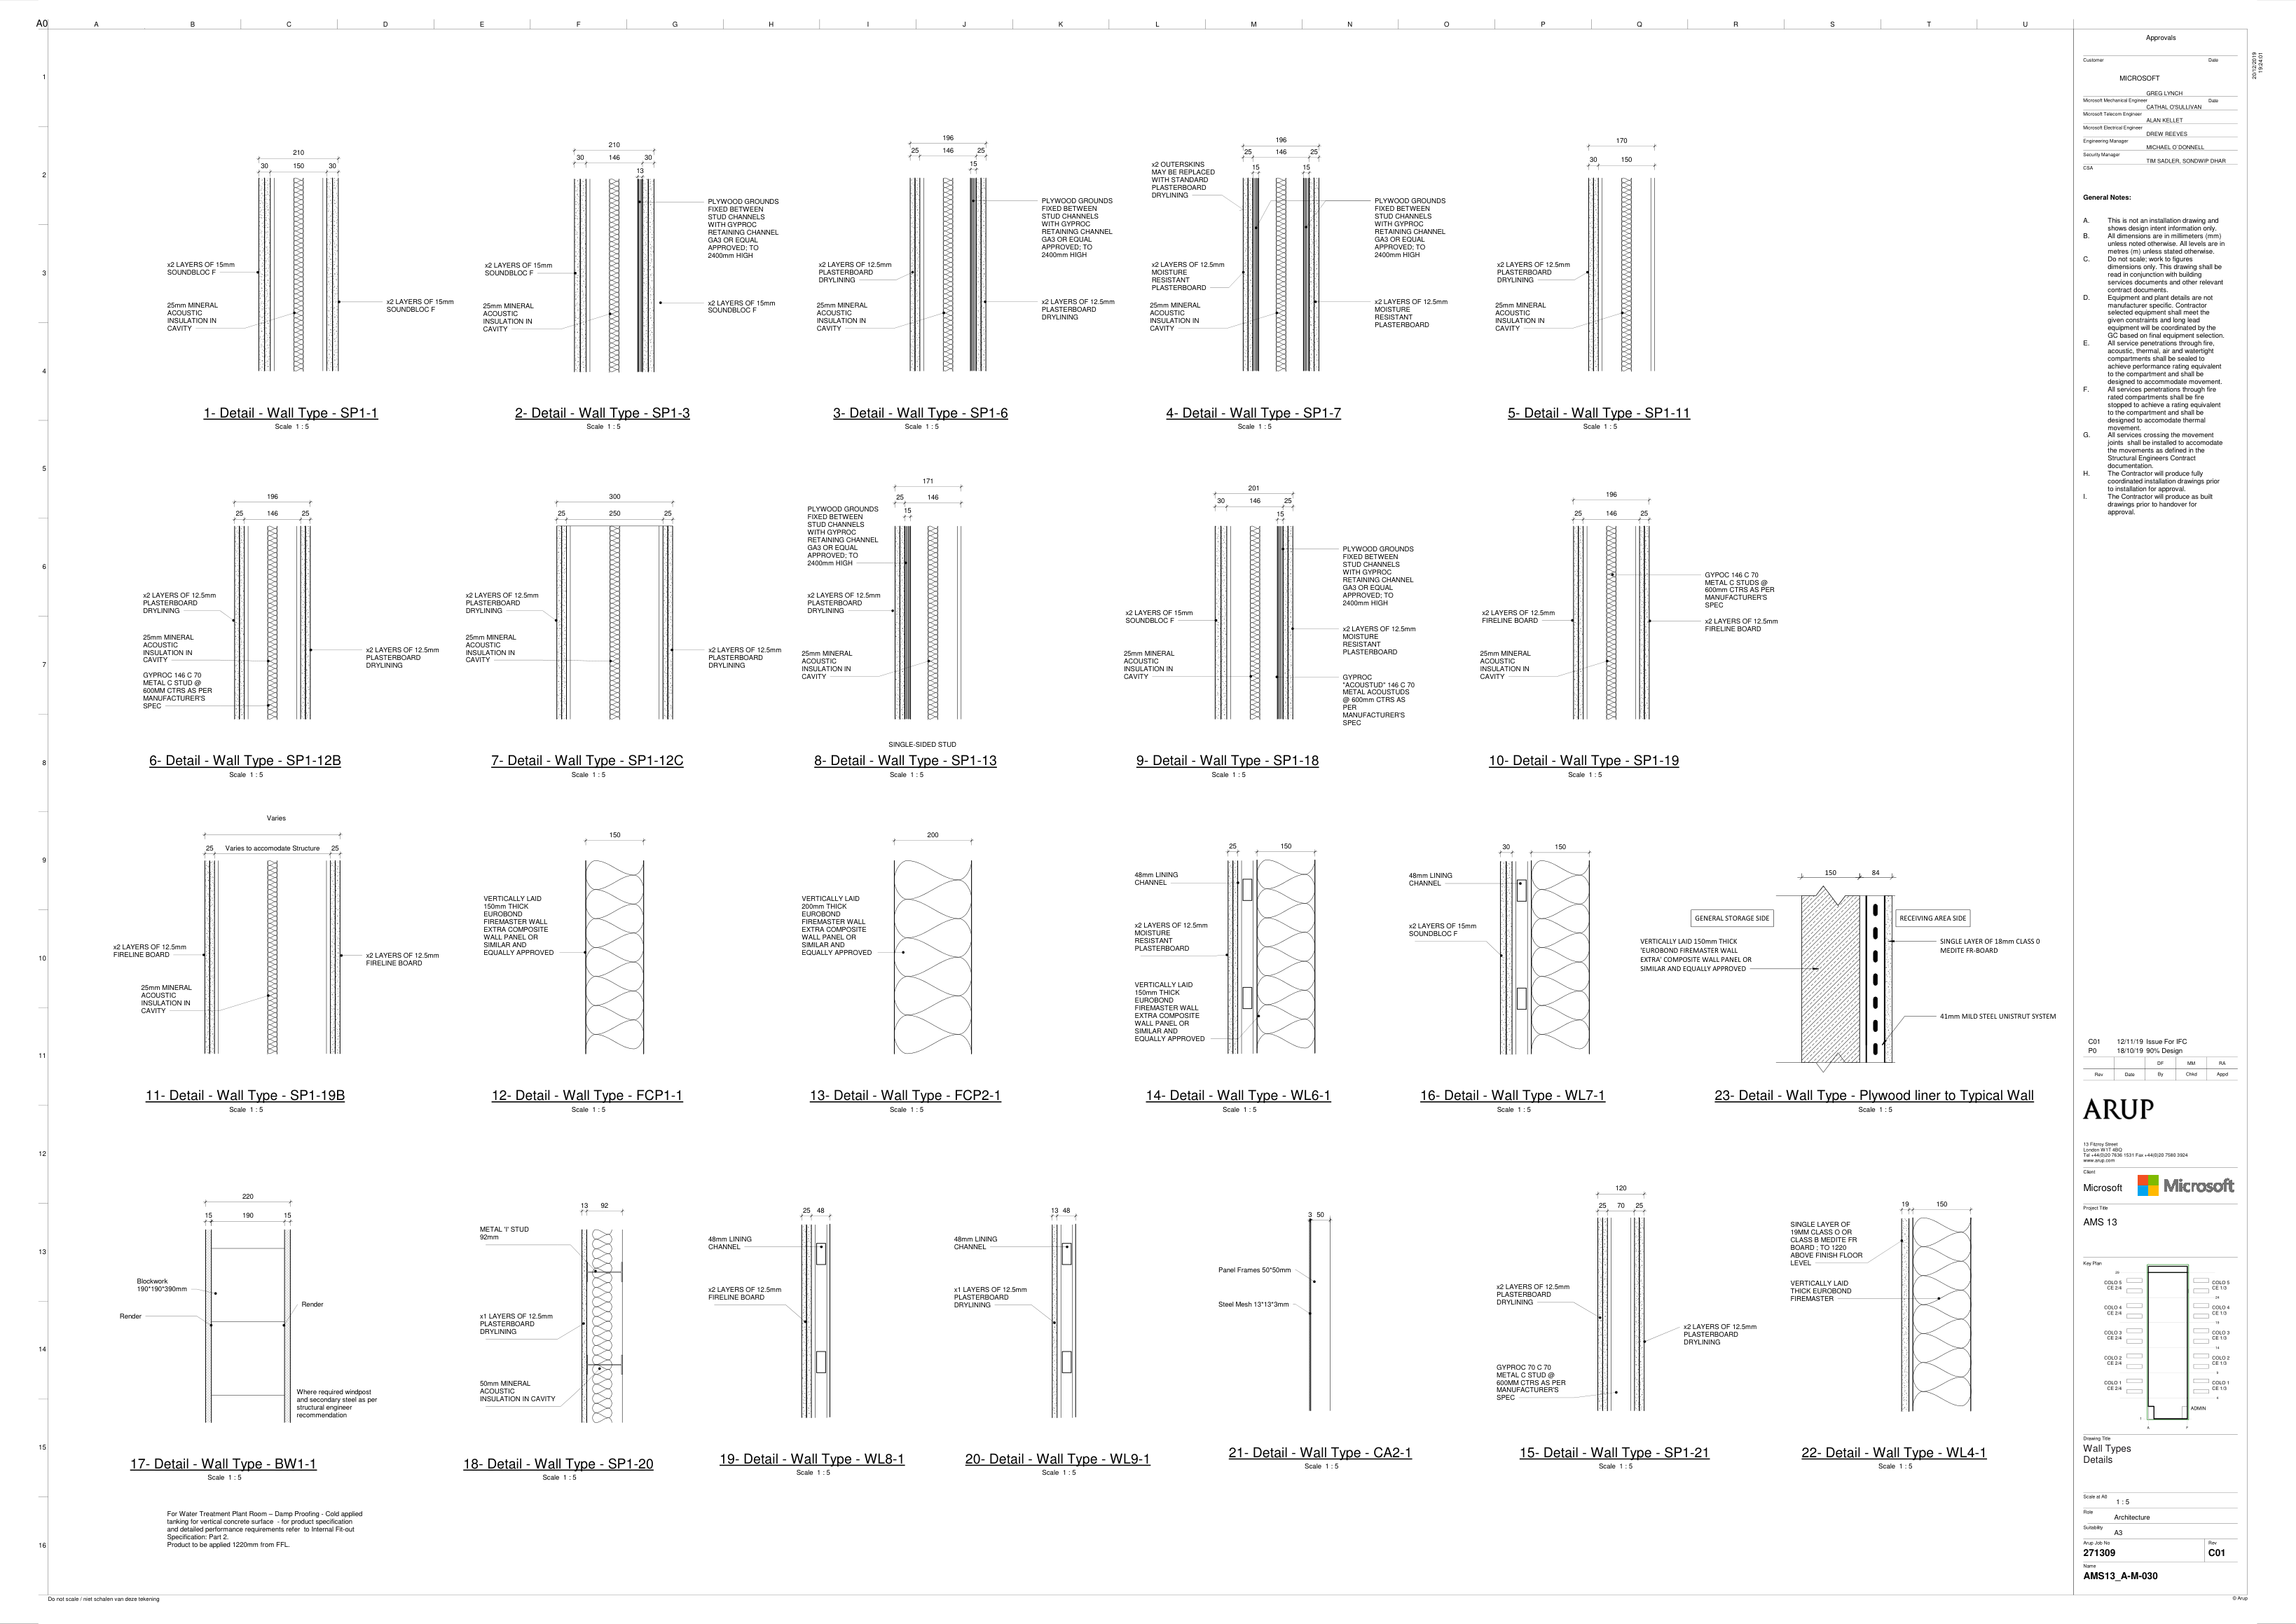 A0
A B C D E F G H I J K L M N O P Q R S T U
1
2
3
4
5
6
7
8
9
10
11
12
13
14
15
16
210
30 150 30
x2 LAYERS OF 15mm
SOUNDBLOC F
25mm MINERAL
ACOUSTIC
INSULATION IN
CAVITY
x2 LAYERS OF 15mm
SOUNDBLOC F
1- Detail - Wall Type - SP1-1
Scale 1 : 5
210
30 146 30
13
PLYWOOD GROUNDS
FIXED BETWEEN
STUD CHANNELS
WITH GYPROC
RETAINING CHANNEL
GA3 OR EQUAL
APPROVED; TO
2400mm HIGH
x2 LAYERS OF 15mm
SOUNDBLOC F
25mm MINERAL
ACOUSTIC
INSULATION IN
CAVITY
x2 LAYERS OF 15mm
SOUNDBLOC F
2- Detail - Wall Type - SP1-3
Scale 1 : 5
196
25 146 25
15
PLYWOOD GROUNDS
FIXED BETWEEN
STUD CHANNELS
WITH GYPROC
RETAINING CHANNEL
GA3 OR EQUAL
APPROVED; TO
2400mm HIGH
x2 LAYERS OF 12.5mm
PLASTERBOARD
DRYLINING
25mm MINERAL
ACOUSTIC
INSULATION IN
CAVITY
x2 LAYERS OF 12.5mm
PLASTERBOARD
DRYLINING
3- Detail - Wall Type - SP1-6
Scale 1 : 5
196
25 146 25
15 15
x2 OUTERSKINS
MAY BE REPLACED
WITH STANDARD
PLASTERBOARD
DRYLINING
PLYWOOD GROUNDS
FIXED BETWEEN
STUD CHANNELS
WITH GYPROC
RETAINING CHANNEL
GA3 OR EQUAL
APPROVED; TO
2400mm HIGH
x2 LAYERS OF 12.5mm
MOISTURE
RESISTANT
PLASTERBOARD
25mm MINERAL
ACOUSTIC
INSULATION IN
CAVITY
x2 LAYERS OF 12.5mm
MOISTURE
RESISTANT
PLASTERBOARD
4- Detail - Wall Type - SP1-7
Scale 1 : 5
170
30 150
x2 LAYERS OF 12.5mm
PLASTERBOARD
DRYLINING
25mm MINERAL
ACOUSTIC
INSULATION IN
CAVITY
5- Detail - Wall Type - SP1-11
Scale 1 : 5
196
25 146 25
x2 LAYERS OF 12.5mm
PLASTERBOARD
DRYLINING
25mm MINERAL
ACOUSTIC
INSULATION IN
CAVITY
GYPROC 146 C 70
METAL C STUD @
600MM CTRS AS PER
MANUFACTURER'S
SPEC
x2 LAYERS OF 12.5mm
PLASTERBOARD
DRYLINING
6- Detail - Wall Type - SP1-12B
Scale 1 : 5
300
25 250 25
x2 LAYERS OF 12.5mm
PLASTERBOARD
DRYLINING
25mm MINERAL
ACOUSTIC
INSULATION IN
CAVITY
x2 LAYERS OF 12.5mm
PLASTERBOARD
DRYLINING
7- Detail - Wall Type - SP1-12C
Scale 1 : 5
171
25 146
15
PLYWOOD GROUNDS
FIXED BETWEEN
STUD CHANNELS
WITH GYPROC
RETAINING CHANNEL
GA3 OR EQUAL
APPROVED; TO
2400mm HIGH
x2 LAYERS OF 12.5mm
PLASTERBOARD
DRYLINING
25mm MINERAL
ACOUSTIC
INSULATION IN
CAVITY
SINGLE-SIDED STUD
8- Detail - Wall Type - SP1-13
Scale 1 : 5
201
30 146 25
15
PLYWOOD GROUNDS
FIXED BETWEEN
STUD CHANNELS
WITH GYPROC
RETAINING CHANNEL
GA3 OR EQUAL
APPROVED; TO
2400mm HIGH
x2 LAYERS OF 15mm
SOUNDBLOC F
x2 LAYERS OF 12.5mm
MOISTURE
RESISTANT
PLASTERBOARD
25mm MINERAL
ACOUSTIC
INSULATION IN
CAVITY
GYPROC
"ACOUSTUD" 146 C 70
METAL ACOUSTUDS
@ 600mm CTRS AS
PER
MANUFACTURER'S
SPEC
9- Detail - Wall Type - SP1-18
Scale 1 : 5
196
25 146 25
GYPOC 146 C 70
METAL C STUDS @
600mm CTRS AS PER
MANUFACTURER'S
SPEC
x2 LAYERS OF 12.5mm
FIRELINE BOARD
x2 LAYERS OF 12.5mm
FIRELINE BOARD
25mm MINERAL
ACOUSTIC
INSULATION IN
CAVITY
10- Detail - Wall Type - SP1-19
Scale 1 : 5
Varies
25 Varies to accomodate Structure 25
x2 LAYERS OF 12.5mm
FIRELINE BOARD
25mm MINERAL
ACOUSTIC
INSULATION IN
CAVITY
x2 LAYERS OF 12.5mm
FIRELINE BOARD
11- Detail - Wall Type - SP1-19B
Scale 1 : 5
150
VERTICALLY LAID
150mm THICK
EUROBOND
FIREMASTER WALL
EXTRA COMPOSITE
WALL PANEL OR
SIMILAR AND
EQUALLY APPROVED
12- Detail - Wall Type - FCP1-1
Scale 1 : 5
200
VERTICALLY LAID
200mm THICK
EUROBOND
FIREMASTER WALL
EXTRA COMPOSITE
WALL PANEL OR
SIMILAR AND
EQUALLY APPROVED
13- Detail - Wall Type - FCP2-1
Scale 1 : 5
25 150
48mm LINING
CHANNEL
x2 LAYERS OF 12.5mm
MOISTURE
RESISTANT
PLASTERBOARD
VERTICALLY LAID
150mm THICK
EUROBOND
FIREMASTER WALL
EXTRA COMPOSITE
WALL PANEL OR
SIMILAR AND
EQUALLY APPROVED
14- Detail - Wall Type - WL6-1
Scale 1 : 5
30 150
48mm LINING
CHANNEL
x2 LAYERS OF 15mm
SOUNDBLOC F
16- Detail - Wall Type - WL7-1
Scale 1 : 5
150 84
GENERAL STORAGE SIDE
RECEIVING AREA SIDE
VERTICALLY LAID 150mm THICK
'EUROBOND FIREMASTER WALL
EXTRA' COMPOSITE WALL PANEL OR
SIMILAR AND EQUALLY APPROVED
SINGLE LAYER OF 18mm CLASS 0
MEDITE FR-BOARD
41mm MILD STEEL UNISTRUT SYSTEM
23- Detail - Wall Type - Plywood liner to Typical Wall
Scale 1 : 5
220
15 190 15
Blockwork
190*190*390mm
Render
Render
Where required windpost
and secondary steel as per
structural engineer
recommendation
17- Detail - Wall Type - BW1-1
Scale 1 : 5
For Water Treatment Plant Room – Damp Proofing - Cold applied
tanking for vertical concrete surface - for product specification
and detailed performance requirements refer to Internal Fit-out
Specification: Part 2.
Product to be applied 1220mm from FFL.
13 92
METAL 'I' STUD
92mm
x1 LAYERS OF 12.5mm
PLASTERBOARD
DRYLINING
50mm MINERAL
ACOUSTIC
INSULATION IN CAVITY
18- Detail - Wall Type - SP1-20
Scale 1 : 5
25 48
48mm LINING
CHANNEL
x2 LAYERS OF 12.5mm
FIRELINE BOARD
19- Detail - Wall Type - WL8-1
Scale 1 : 5
13 48
48mm LINING
CHANNEL
x1 LAYERS OF 12.5mm
PLASTERBOARD
DRYLINING
20- Detail - Wall Type - WL9-1
Scale 1 : 5
3 50
Panel Frames 50*50mm
Steel Mesh 13*13*3mm
21- Detail - Wall Type - CA2-1
Scale 1 : 5
120
25 70 25
x2 LAYERS OF 12.5mm
PLASTERBOARD
DRYLINING
x2 LAYERS OF 12.5mm
PLASTERBOARD
DRYLINING
GYPROC 70 C 70
METAL C STUD @
600MM CTRS AS PER
MANUFACTURER'S
SPEC
15- Detail - Wall Type - SP1-21
Scale 1 : 5
19 150
SINGLE LAYER OF
19MM CLASS O OR
CLASS B MEDITE FR
BOARD ; TO 1220
ABOVE FINISH FLOOR
LEVEL
VERTICALLY LAID
THICK EUROBOND
FIREMASTER
22- Detail - Wall Type - WL4-1
Scale 1 : 5
Do not scale / niet schalen van deze tekening
Approvals
Customer Date
MICROSOFT
GREG LYNCH
Microsoft Mechanical Engineer Date
CATHAL O'SULLIVAN
Microsoft Telecom Engineer
ALAN KELLET
Microsoft Electrical Engineer
DREW REEVES
Engineering Manager
MICHAEL O'DONNELL
Security Manager
TIM SADLER, SONDWIP DHAR
CSA
20/12/2019
19:24:01
General Notes:
A. This is not an installation drawing and
shows design intent information only.
B. All dimensions are in millimeters (mm)
unless noted otherwise. All levels are in
metres (m) unless stated otherwise.
C. Do not scale; work to figures
dimensions only. This drawing shall be
read in conjunction with building
services documents and other relevant
contract documents.
D. Equipment and plant details are not
manufacturer specific. Contractor
selected equipment shall meet the
given constraints and long lead
equipment will be coordinated by the
GC based on final equipment selection.
E. All service penetrations through fire,
acoustic, thermal, air and watertight
compartments shall be sealed to
achieve performance rating equivalent
to the compartment and shall be
designed to accommodate movement.
F. All services penetrations through fire
rated compartments shall be fire
stopped to achieve a rating equivalent
to the compartment and shall be
designed to accomodate thermal
movement.
G. All services crossing the movement
joints shall be installed to accomodate
the movements as defined in the
Structural Engineers Contract
documentation.
H. The Contractor will produce fully
coordinated installation drawings prior
to installation for approval.
I. The Contractor will produce as built
drawings prior to handover for
approval.
C01 12/11/19 Issue For IFC
P0 18/10/19 90% Design
DF MM RA
Rev Date By Chkd Appd
ARUP
13 Fitzroy Street
London W1T 4BQ
Tel +44(0)20 7636 1531 Fax +44(0)20 7580 3924
www.arup.com
Client
Microsoft Microsoft
Project Title
AMS 13
Key Plan
COLO 5
CE 2/4
COLO 5
CE 1/3
COLO 4
CE 2/4
COLO 4
CE 1/3
COLO 3
CE 2/4
COLO 3
CE 1/3
COLO 2
CE 2/4
COLO 2
CE 1/3
COLO 1
CE 2/4
COLO 1
CE 1/3
ADMIN
Drawing Title
Wall Types
Details
Scale at A0
1 : 5
Role
Architecture
Suitability
A3
Arup Job No Rev
271309 C01
Name
AMS13_A-M-030
© Arup